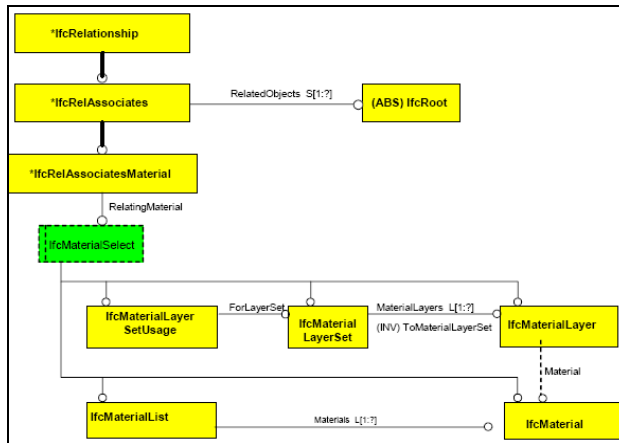 *IfcRelationship
*IfcRelAssociates
RelatedObjects S[1:?]
(ABS) IfcRoot
*IfcRelAssociatesMaterial
RelatingMaterial
IfcMaterialSelect
IfcMaterialLayer
SetUsage
ForLayerSet
IfcMaterial
LayerSet
MaterialLayers L[1:?]
(INV) ToMaterialLayerSet
IfcMaterialLayer
Material
IfcMaterialList
Materials L[1:?]
IfcMaterial